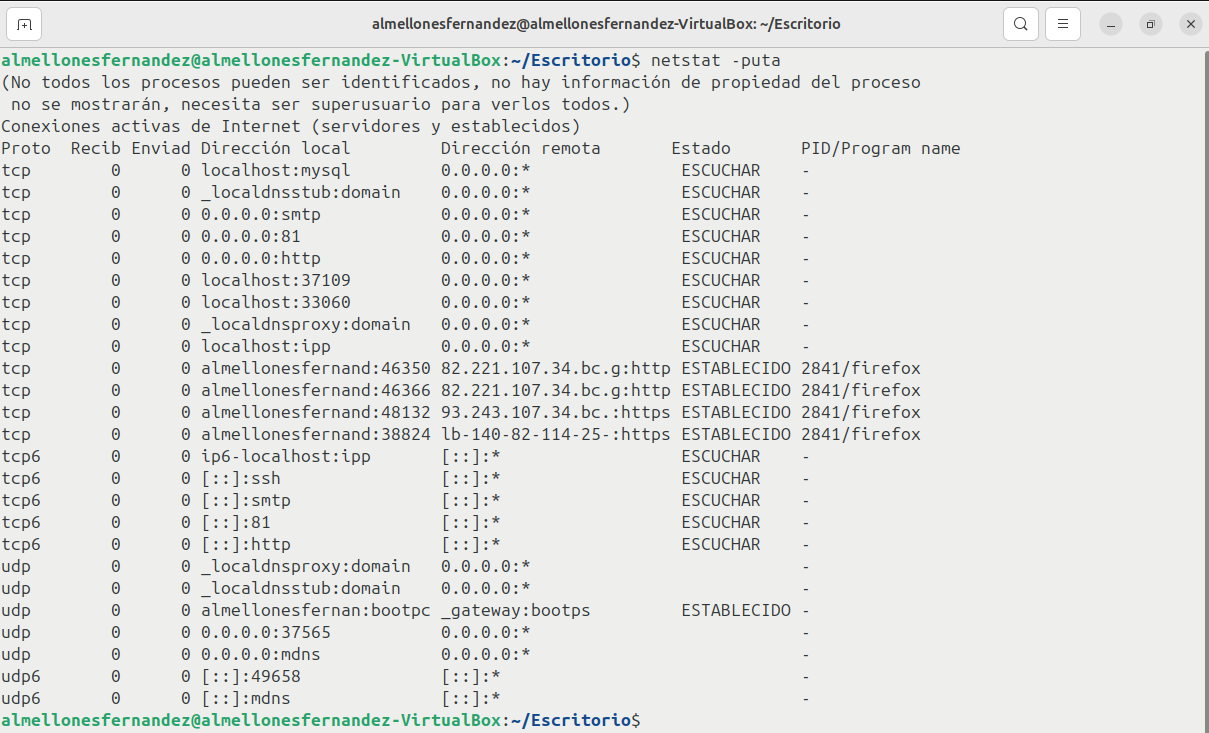 almellonesfernandez@almellonesfernandez-VirtualBox: ~/Escritorio
almellonesfernandez@almellonesfernandez-VirtualBox:~/Escritorio$ netstat -puta
(No todos los procesos pueden ser identificados, no hay información de propiedad del proceso
 no se mostrarán, necesita ser superusuario para verlos todos.)
Conexiones activas de Internet (servidores y establecidos)
Proto  Recib Enviad Dirección local         Dirección remota       Estado       PID/Program name
tcp        0      0 localhost:mysql         0.0.0.0:*               ESCUCHAR    -
tcp        0      0 _localdnsstub:domain    0.0.0.0:*               ESCUCHAR    -
tcp        0      0 0.0.0.0:smtp            0.0.0.0:*               ESCUCHAR    -
tcp        0      0 0.0.0.0:81              0.0.0.0:*               ESCUCHAR    -
tcp        0      0 0.0.0.0:http            0.0.0.0:*               ESCUCHAR    -
tcp        0      0 localhost:37109         0.0.0.0:*               ESCUCHAR    -
tcp        0      0 localhost:33060         0.0.0.0:*               ESCUCHAR    -
tcp        0      0 _localdnsproxy:domain   0.0.0.0:*               ESCUCHAR    -
tcp        0      0 localhost:ipp           0.0.0.0:*               ESCUCHAR    -
tcp        0      0 almellonesfernand:46350 82.221.107.34.bc.g:http ESTABLECIDO 2841/firefox
tcp        0      0 almellonesfernand:46366 82.221.107.34.bc.g:http ESTABLECIDO 2841/firefox
tcp        0      0 almellonesfernand:48132 93.243.107.34.bc.:https ESTABLECIDO 2841/firefox
tcp        0      0 almellonesfernand:38824 lb-140-82-114-25-:https ESTABLECIDO 2841/firefox
tcp6       0      0 ip6-localhost:ipp       [::]:*                  ESCUCHAR    -
tcp6       0      0 [::]:ssh                [::]:*                  ESCUCHAR    -
tcp6       0      0 [::]:smtp               [::]:*                  ESCUCHAR    -
tcp6       0      0 [::]:81                 [::]:*                  ESCUCHAR    -
tcp6       0      0 [::]:http               [::]:*                  ESCUCHAR    -
udp        0      0 _localdnsproxy:domain   0.0.0.0:*                           -
udp        0      0 _localdnsstub:domain    0.0.0.0:*                           -
udp        0      0 almellonesfernan:bootpc _gateway:bootps         ESTABLECIDO -
udp        0      0 0.0.0.0:37565           0.0.0.0:*                           -
udp        0      0 0.0.0.0:mdns            0.0.0.0:*                           -
udp6       0      0 [::]:49658              [::]:*                              -
udp6       0      0 [::]:mdns               [::]:*                              -
almellonesfernandez@almellonesfernandez-VirtualBox:~/Escritorio$